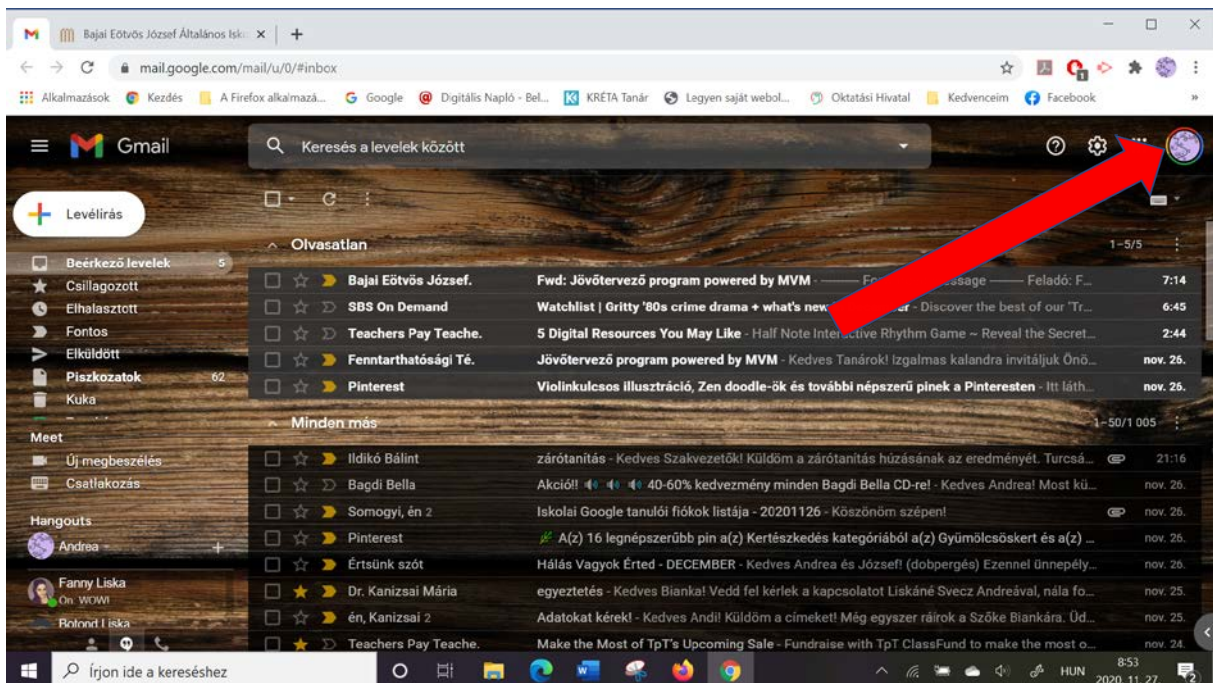 Bajai Eötvös József Általános Isk
mail.google.com/mail/u/0/#inbox
Alkalmazások Kezdés A Firefox alkalmazá... Google Digitális Napló - Bel... KRÉTA Tanár Legyen saját webol... Oktatási Hivatal Kedvenceim Facebook »
Gmail Keresés a levelek között
Levélírás
Olvasatlan 1–5/5
Beérkező levelek 5
Csillagozott
Elhalasztott
Fontos
Elküldött
Piszkozatok 62
Kuka
Bajai Eötvös József. Fwd: Jövőtervező program powered by MVM - Feladó: F... 7:14
SBS On Demand Watchlist | Gritty '80s crime drama + what's new - Discover the best of our 'Tr... 6:45
Teachers Pay Teache. 5 Digital Resources You May Like - Half Note Interactive Rhythm Game ~ Reveal the Secret... 2:44
Fenntarthatósági Té. Jövőtervező program powered by MVM - Kedves Tanárok! Izgalmas kalandra invitáljuk Önö... nov. 26.
Pinterest Violinkulcsos illusztráció, Zen doodle-ök és további népszerű pinek a Pinteresten - Itt láth... nov. 26.
Minden más 1–50/1 005
Meet
Új megbeszélés
Csatlakozás
Hangouts
Andrea
Fanny Liska
On: WOW!
Botond Liska
Ildikó Bálint zárótanítás - Kedves Szakvezetők! Küldöm a zárótanítás húzásának az eredményét. Turcsá... 21:16
Bagdi Bella Akció!! 40-60% kedvezmény minden Bagdi Bella CD-re! - Kedves Andrea! Most kü... nov. 26.
Somogyi, én 2 Iskolai Google tanulói fiókok listája - 20201126 - Köszönöm szépen! nov. 26.
Pinterest A(z) 16 legnépszerűbb pin a(z) Kertészkedés kategóriából a(z) Gyümölcsöskert és a(z) ... nov. 26.
Értsünk szót Hálás Vagyok Érted - DECEMBER - Kedves Andrea és József! (dobpergés) Ezennel ünnepély... nov. 26.
Dr. Kanizsai Mária egyeztetés - Kedves Bianka! Vedd fel kérlek a kapcsolatot Liskáné Svecz Andreával, nála fo... nov. 25.
én, Kanizsai 2 Adatokat kérek! - Kedves Andi! Küldöm a címeket! Még egyszer ráírok a Szőke Biankára. Üd... nov. 25.
Teachers Pay Teache. Make the Most of TpT's Upcoming Sale - Fundraise with TpT ClassFund to make the most o... nov. 24.
Írjon ide a kereséshez HUN 8:53
2020. 11. 27. 2